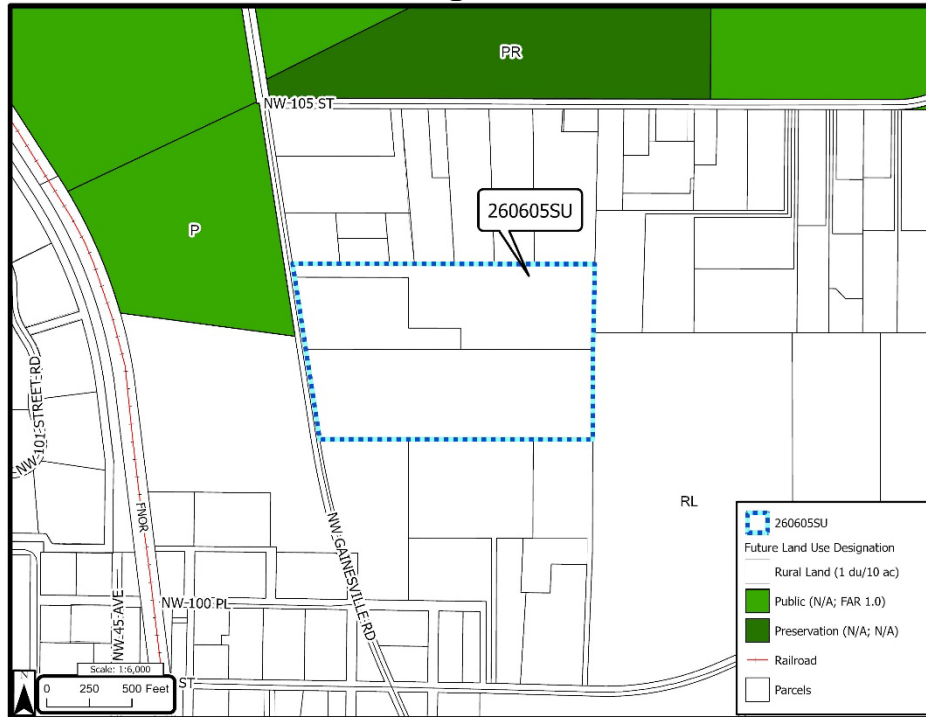 PR
NW 105 ST
260605SU
P
NW 101 STREET RD
RL
FNOR
NW GAINESVILLE RD
NW 100 PL
NW 45 AVE
ST
N
Scale: 1:6,000
0 250 500 Feet
260605SU
Future Land Use Designation
Rural Land (1 du/10 ac)
Public (N/A; FAR 1.0)
Preservation (N/A; N/A)
Railroad
Parcels